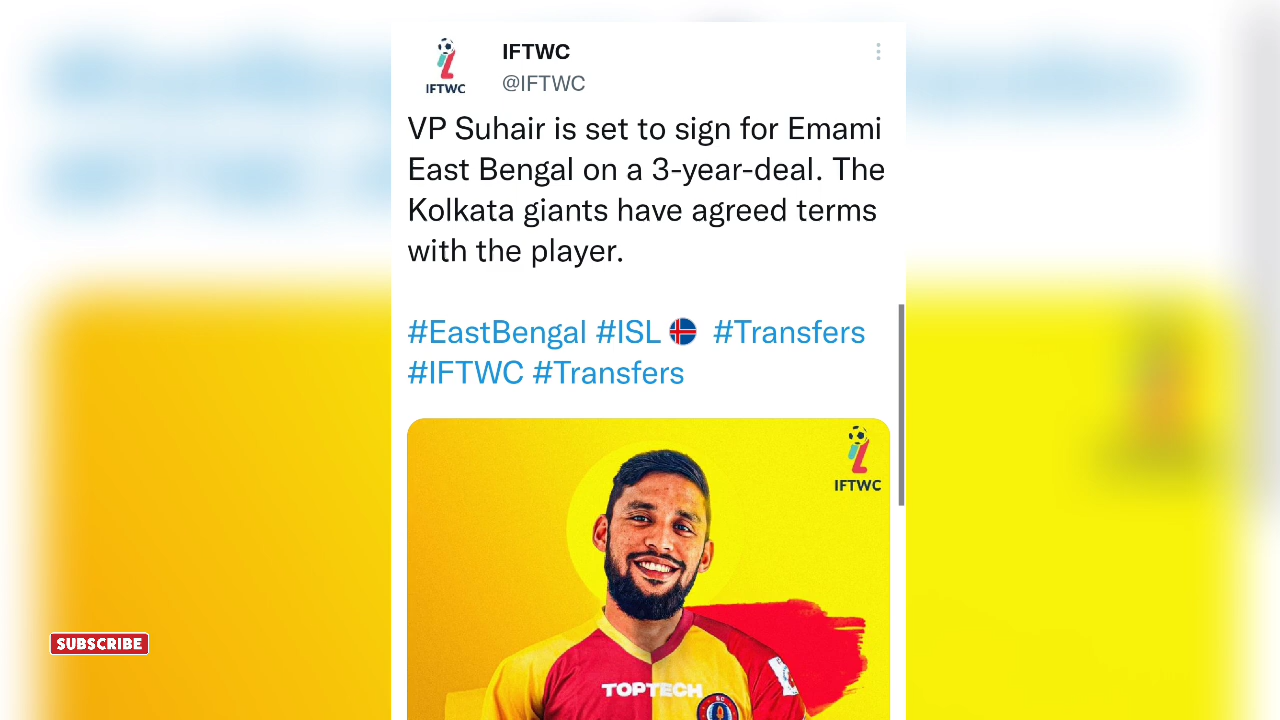 IFTWC
IFTWC
@IFTWC
VP Suhair is set to sign for Emami
East Bengal on a 3-year-deal. The
Kolkata giants have agreed terms
with the player.
#EastBengal #ISL #Transfers
#IFTWC #Transfers
IFTWC
SUBSCRIBE
TOPTECH
SC